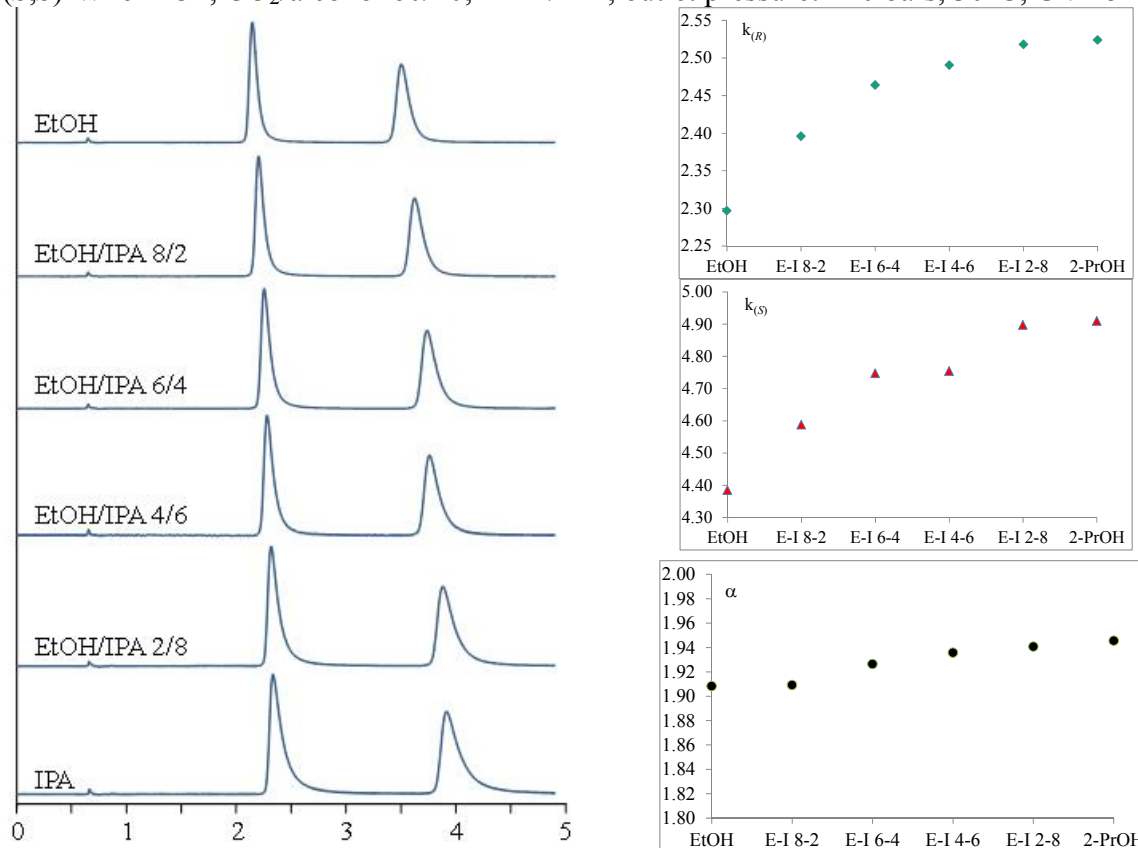 EtOH
EtOH/IPA 8/2
EtOH/IPA 6/4
EtOH/IPA 4/6
EtOH/IPA 2/8
IPA
0 1 2 3 4 5
k(R)
2.55
2.50
2.45
2.40
2.35
2.30
2.25
EtOH E-I 8-2 E-I 6-4 E-I 4-6 E-I 2-8 2-PrOH
k(S)
5.00
4.90
4.80
4.70
4.60
4.50
4.40
4.30
EtOH E-I 8-2 E-I 6-4 E-I 4-6 E-I 2-8 2-PrOH
α
2.00
1.98
1.96
1.94
1.92
1.90
1.88
1.86
1.84
1.82
1.80
EtOH E-I 8-2 E-I 6-4 E-I 4-6 E-I 2-8 2-PrOH